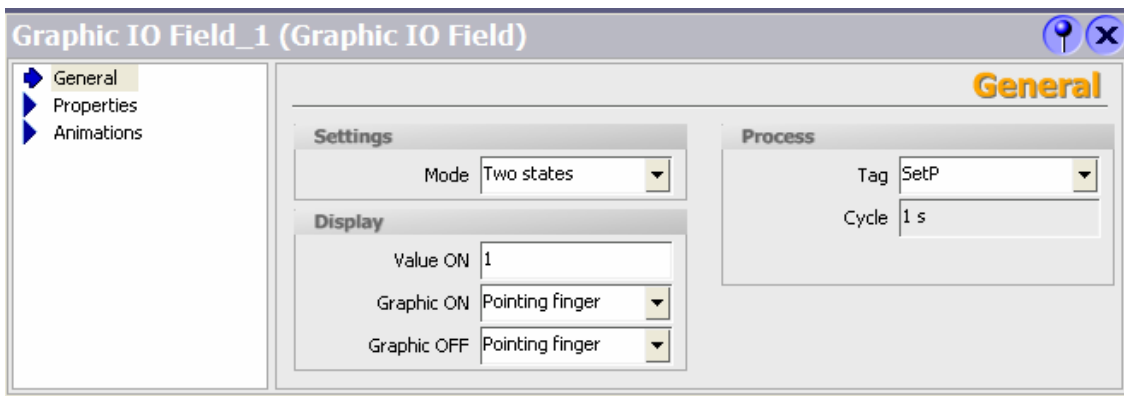 Graphic IO Field_1 (Graphic IO Field)
General
Properties
Animations
General
Settings
Mode Two states
Display
Value ON 1
Graphic ON Pointing finger
Graphic OFF Pointing finger
Process
Tag SetP
Cycle 1 s